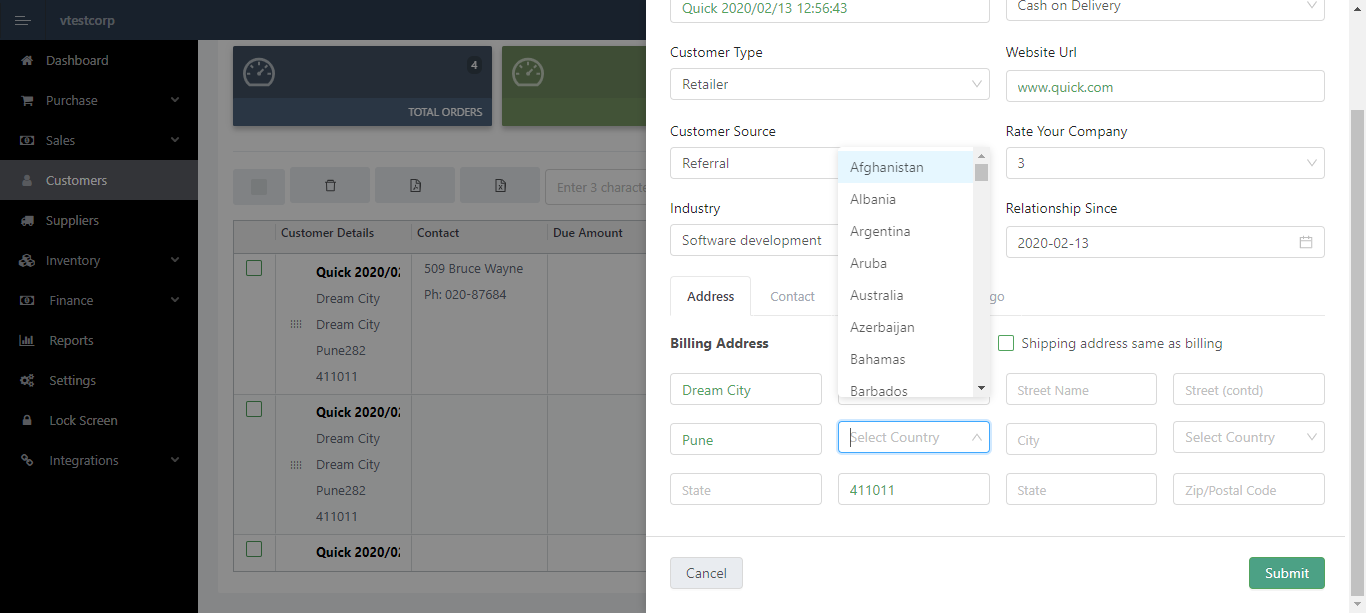 vtestcorp
Dashboard
Purchase
Sales
Customers
Suppliers
Inventory
Finance
Reports
Settings
Lock Screen
Integrations
4
TOTAL ORDERS
Enter 3 characte
Customer Details Contact Due Amount
Quick 2020/02
Dream City
Dream City
Pune282
411011
509 Bruce Wayne
Ph: 020-87684
Quick 2020/02
Dream City
Dream City
Pune282
411011
Quick 2020/02
Quick 2020/02/13 12:56:43
Cash on Delivery
Customer Type
Retailer
Website Url
www.quick.com
Customer Source
Referral
Rate Your Company
3
Industry
Software development
Relationship Since
2020-02-13
Address Contact go
Afghanistan
Albania
Argentina
Aruba
Australia
Azerbaijan
Bahamas
Barbados
Billing Address
Shipping address same as billing
Dream City
Street Name
Street (contd)
Pune
Select Country
City
Select Country
State
411011
State
Zip/Postal Code
Cancel
Submit